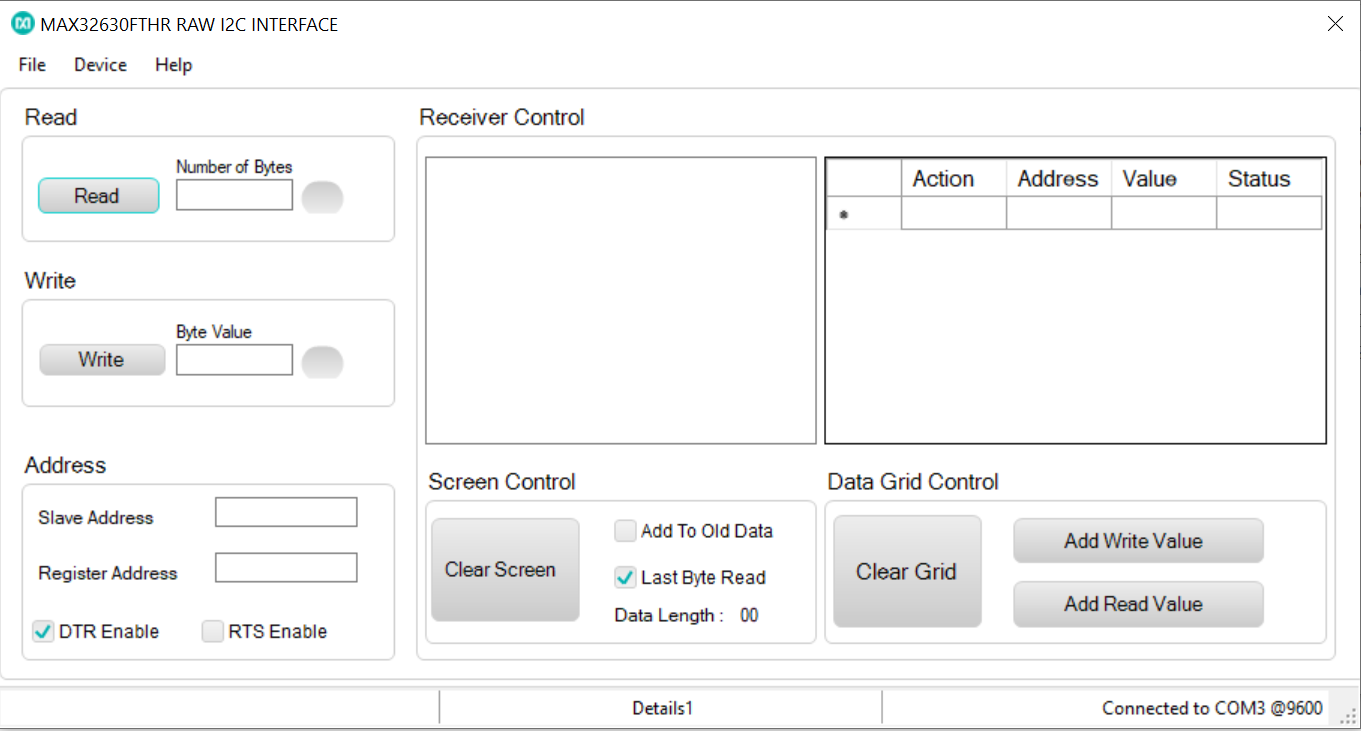 MAX32630FTHR RAW I2C INTERFACE
File Device Help
Read
Number of Bytes
Read
Write
Byte Value
Write
Address
Slave Address
Register Address
DTR Enable RTS Enable
Receiver Control
Action Address Value Status
*
Screen Control
Clear Screen
Add To Old Data
Last Byte Read
Data Length : 00
Data Grid Control
Clear Grid
Add Write Value
Add Read Value
Details1
Connected to COM3 @9600